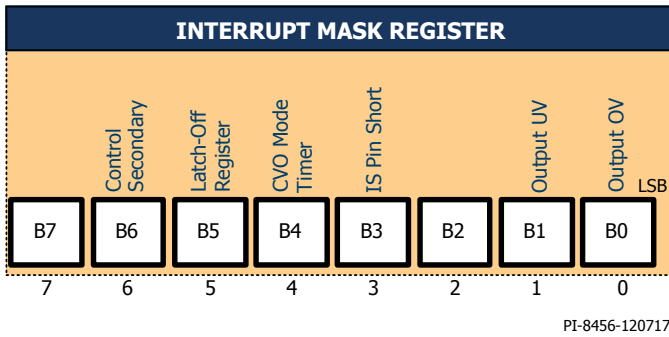 INTERRUPT MASK REGISTER
Control
Secondary
Latch-Off
Register
CVO Mode
Timer
IS Pin Short
Output UV
Output OV
LSB
B7 B6 B5 B4 B3 B2 B1 B0
7 6 5 4 3 2 1 0
PI-8456-120717